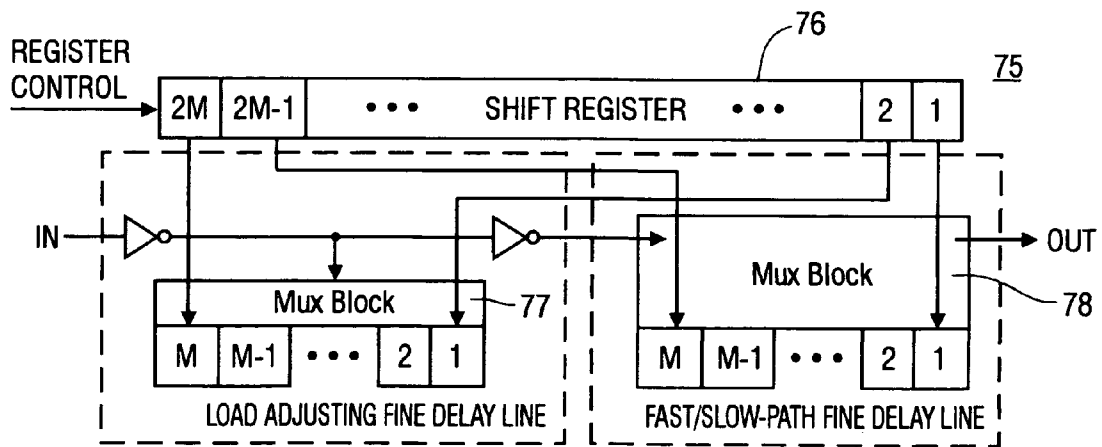 76
75
REGISTER
CONTROL
2M 2M-1 ••• SHIFT REGISTER ••• 2 1
IN
OUT
Mux Block
77
Mux Block
78
M M-1 ••• 2 1
M M-1 ••• 2 1
LOAD ADJUSTING FINE DELAY LINE
FAST/SLOW-PATH FINE DELAY LINE